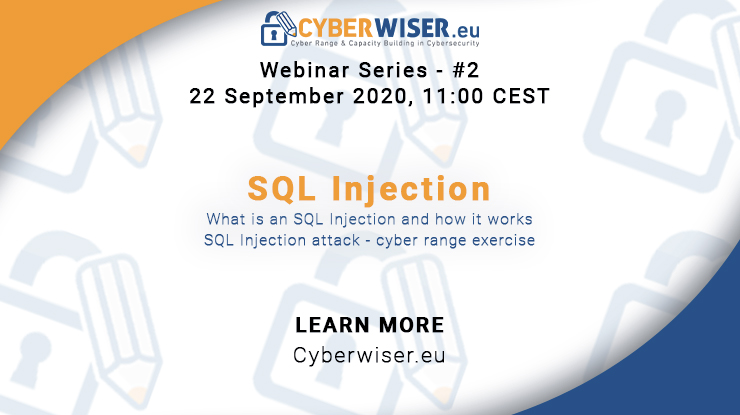 CYBERWISER.eu
Cyber Range & Capacity Building in Cybersecurity
Webinar Series - #2
22 September 2020, 11:00 CEST
SQL Injection
What is an SQL Injection and how it works
SQL Injection attack - cyber range exercise
LEARN MORE
Cyberwiser.eu